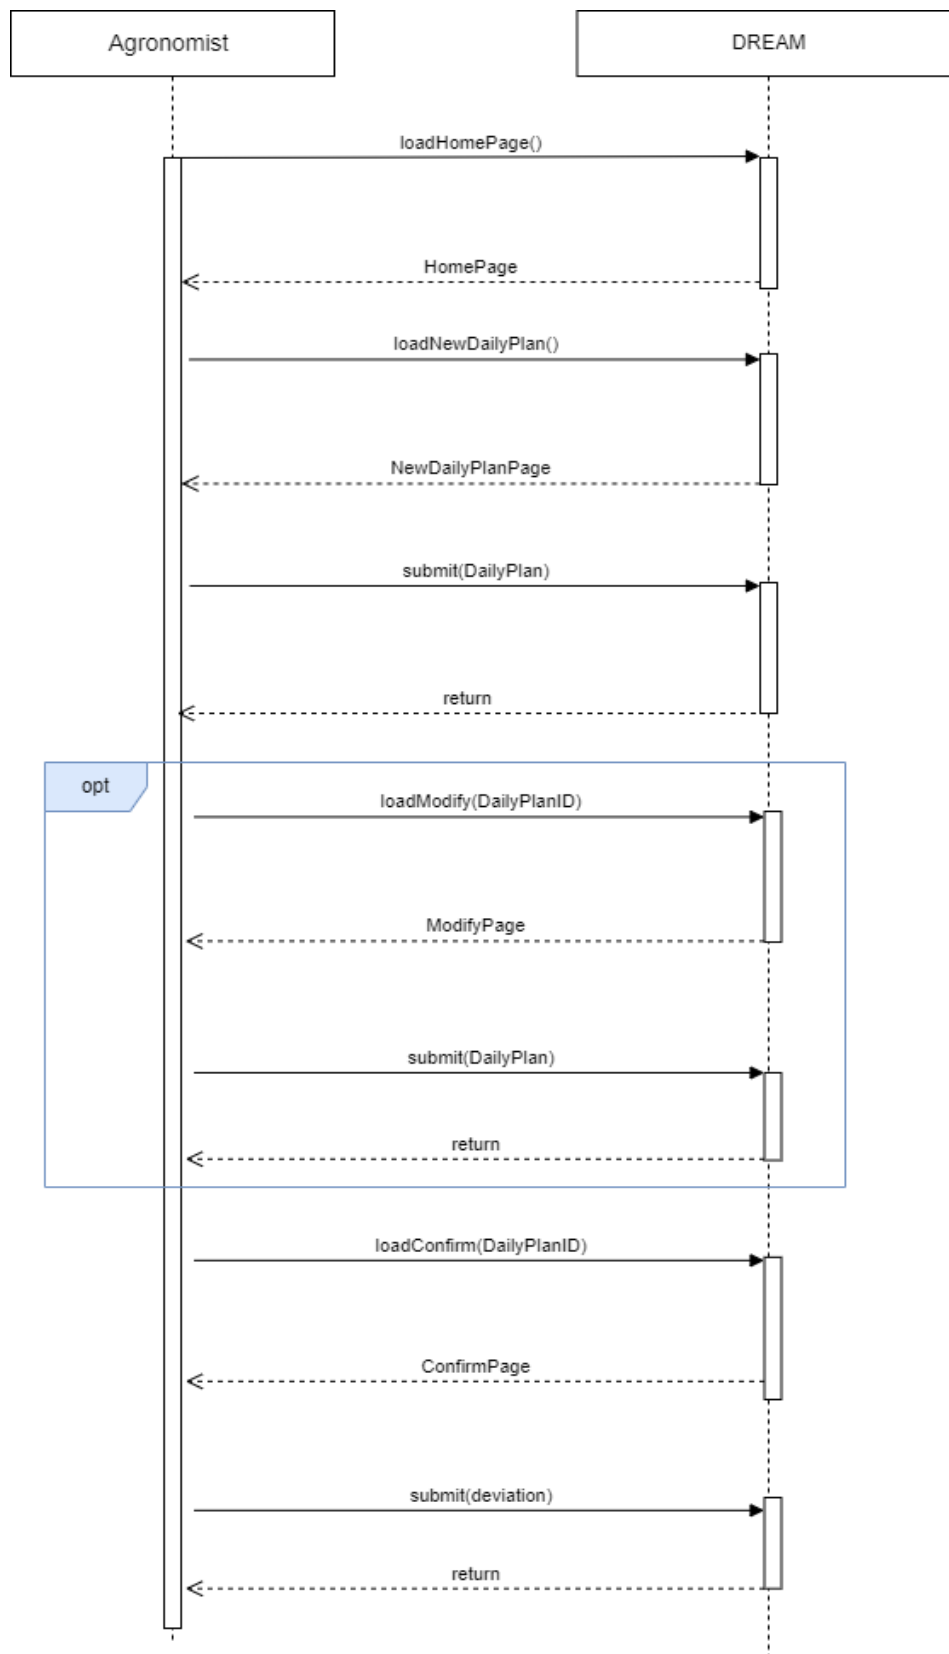 Agronomist
DREAM
loadHomePage()
HomePage
loadNewDailyPlan()
NewDailyPlanPage
submit(DailyPlan)
return
opt
loadModify(DailyPlanID)
ModifyPage
submit(DailyPlan)
return
loadConfirm(DailyPlanID)
ConfirmPage
submit(deviation)
return